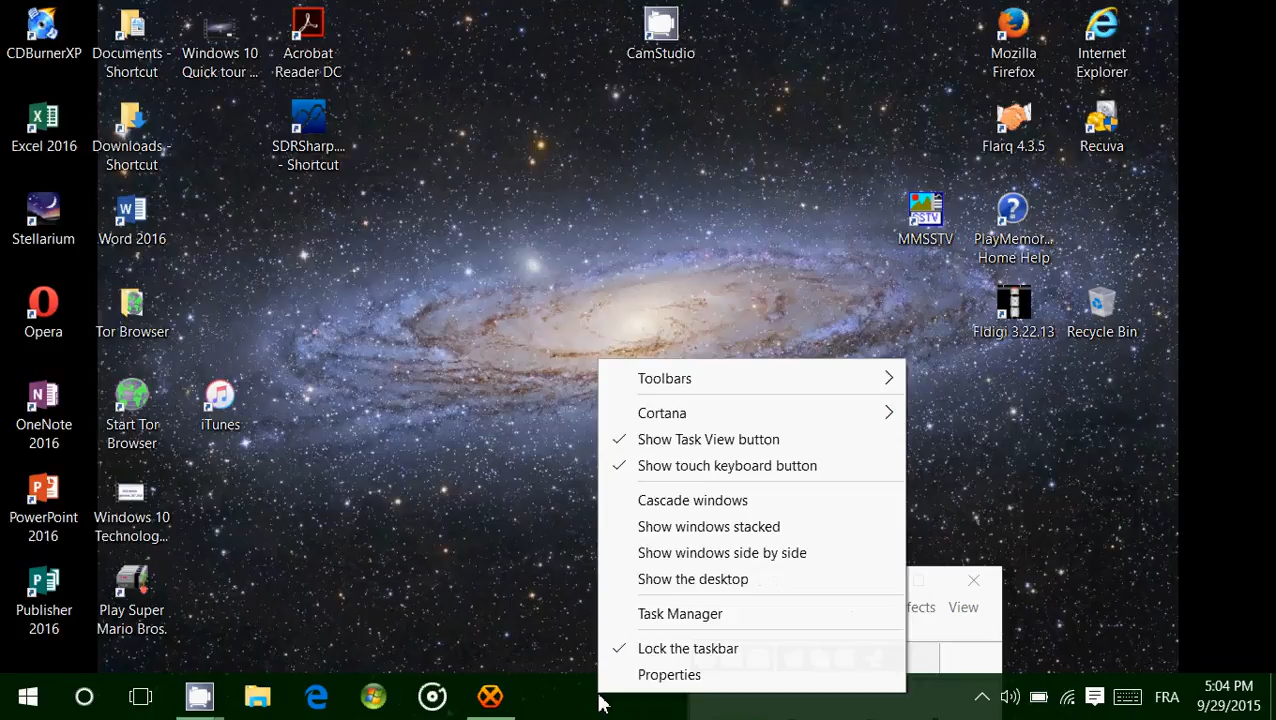 CDBurnerXP
Documents -
Shortcut
Windows 10
Quick tour ...
Acrobat
Reader DC
CamStudio
Mozilla
Firefox
Internet
Explorer
Excel 2016
Downloads -
Shortcut
SDRSharp....
- Shortcut
Flarq 4.3.5
Recuva
Stellarium
Word 2016
SSTV
MMSSTV
PlayMemor...
Home Help
Opera
Tor Browser
Fldigi 3.22.13
Recycle Bin
OneNote
2016
Start Tor
Browser
iTunes
PowerPoint
2016
Windows 10
Technolog...
Publisher
2016
Play Super
Mario Bros.
Toolbars
Cortana
Show Task View button
Show touch keyboard button
Cascade windows
Show windows stacked
Show windows side by side
Show the desktop
Task Manager
Lock the taskbar
Properties
fects View
FRA
5:04 PM
9/29/2015